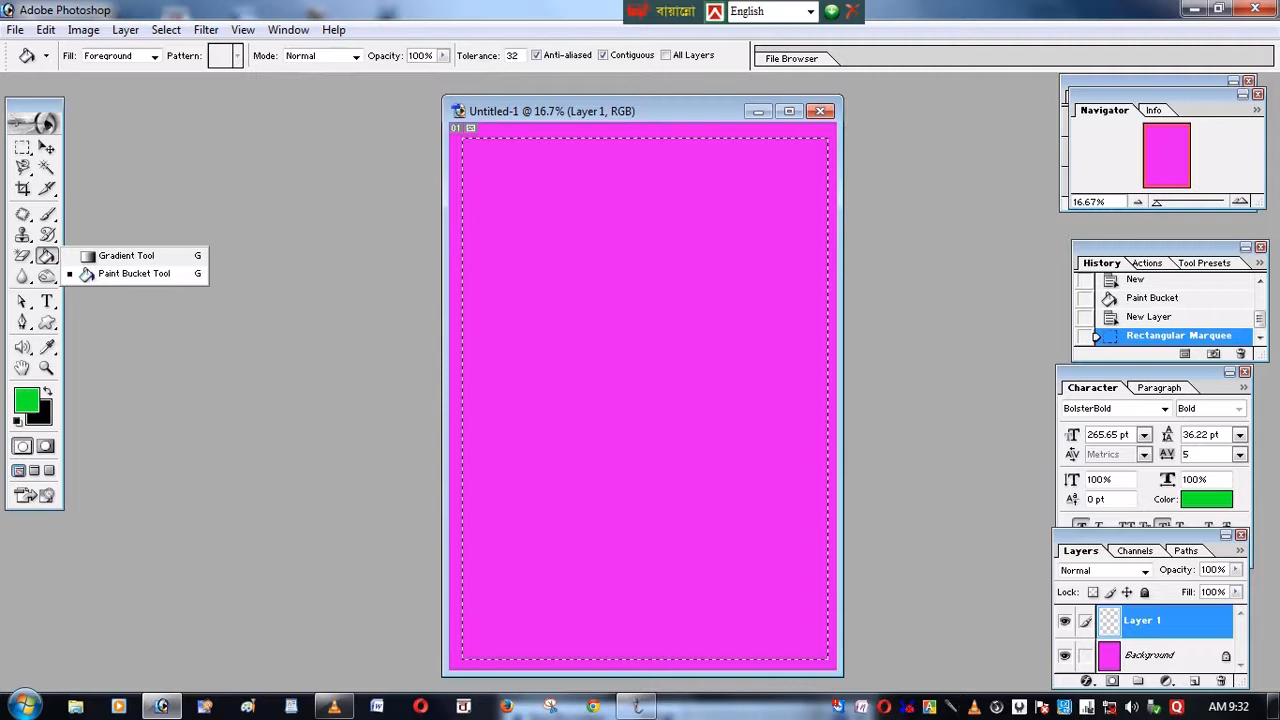 Adobe Photoshop
বায়ান্নো English
File Edit Image Layer Select Filter View Window Help
Fill: Foreground Pattern: Mode: Normal Opacity: 100% Tolerance: 32 Anti-aliased Contiguous All Layers
File Browser
Untitled-1 @ 16.7% (Layer 1, RGB)
01
Navigator Info
16.67%
Gradient Tool G
Paint Bucket Tool G
History Actions Tool Presets
New
Paint Bucket
New Layer
Rectangular Marquee
Character Paragraph
BolsterBold Bold
265.65 pt 36.22 pt
Metrics 5
100% 100%
0 pt Color:
Layers Channels Paths
Normal Opacity: 100%
Lock: Fill: 100%
Layer 1
Background
AM 9:32